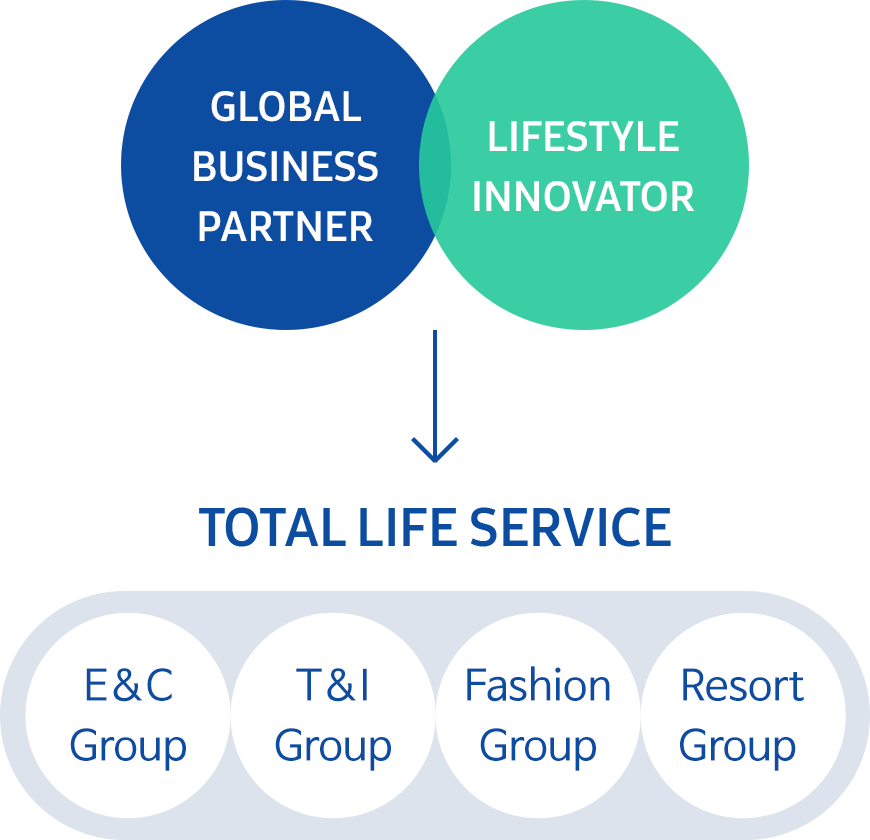 GLOBAL
BUSINESS
PARTNER
LIFESTYLE
INNOVATOR
TOTAL LIFE SERVICE
E&C
Group
T&I
Group
Fashion
Group
Resort
Group